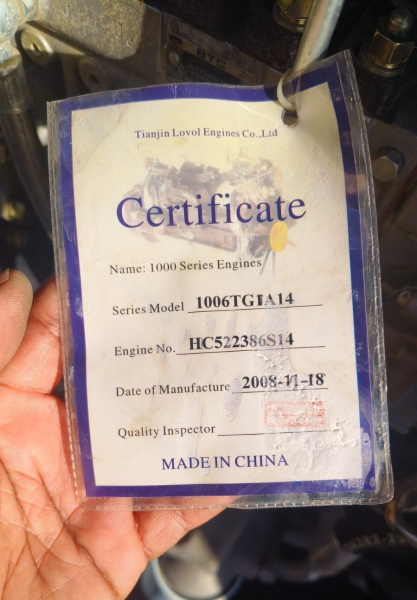 Tianjin Lovol Engines Co.,Ltd
Certificate
Name: 1000 Series Engines
Series Model 1006TG1A14
Engine No. HC522386S14
Date of Manufacture 2008-11-18
Quality Inspector
MADE IN CHINA